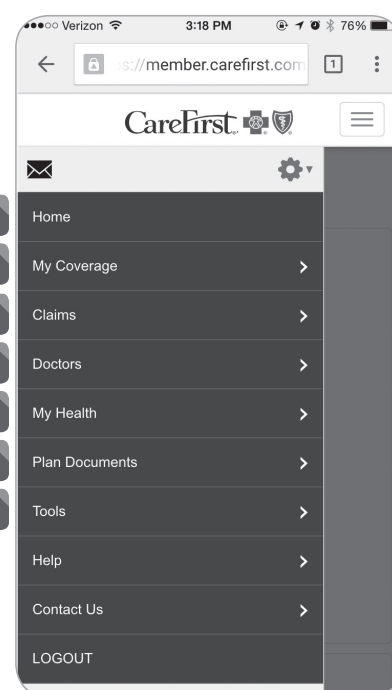 Verizon 3:18 PM 76%
s://member.carefirst.com 1
CareFirst.
Home
My Coverage
Claims
Doctors
My Health
Plan Documents
Tools
Help
Contact Us
LOGOUT